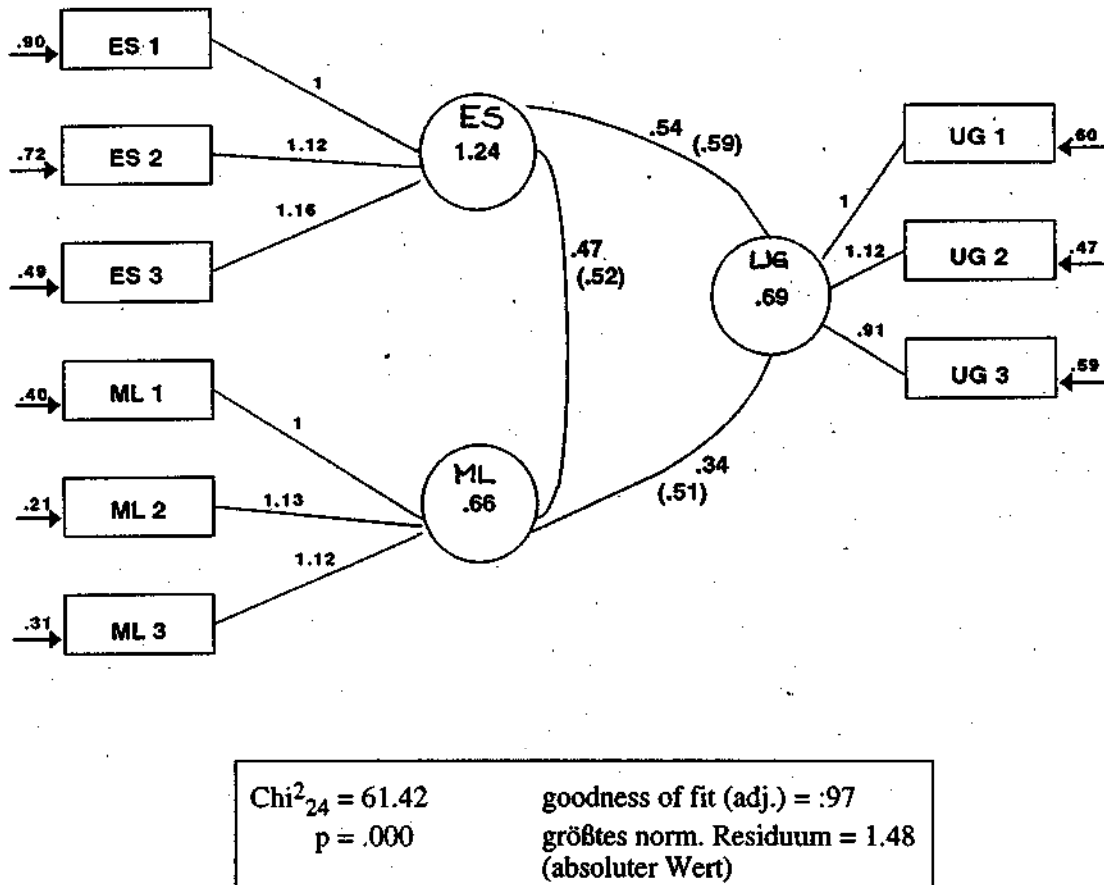 .90
ES 1
1
ES 2
.72
1.12
ES 3
.49
1.16
ES
1.24
.54
(.59)
.47
(.52)
UG 1
.60
1
UG 2
.47
1.12
UG 3
.59
.91
UG
.69
ML 1
.40
1
ML 2
.21
1.13
ML 3
.31
1.12
ML
.66
.34
(.51)
Chi²₂₄ = 61.42 goodness of fit (adj.) = :97
p = .000 größtes norm. Residuum = 1.48
(absoluter Wert)